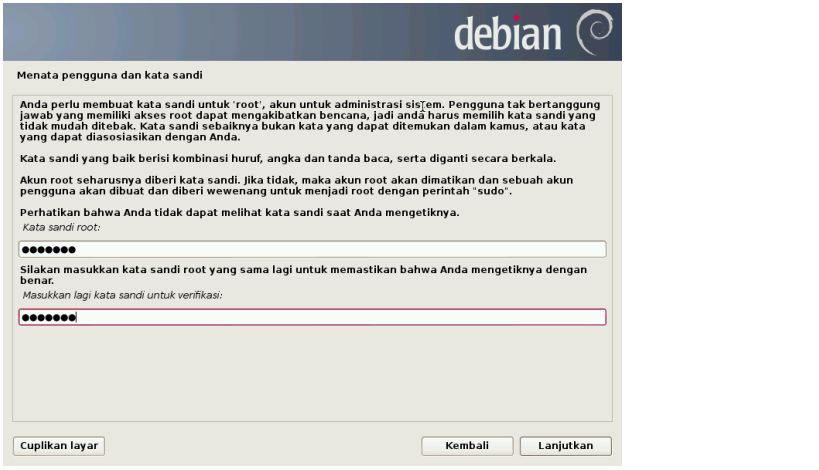 debian
Menata pengguna dan kata sandi
Anda perlu membuat kata sandi untuk 'root', akun untuk administrasi sistem. Pengguna tak bertanggung
jawab yang memiliki akses root dapat mengakibatkan bencana, jadi anda harus memilih kata sandi yang
tidak mudah ditebak. Kata sandi sebaiknya bukan kata yang dapat ditemukan dalam kamus, atau kata
yang dapat diasosiasikan dengan Anda.
Kata sandi yang baik berisi kombinasi huruf, angka dan tanda baca, serta diganti secara berkala.
Akun root seharusnya diberi kata sandi. Jika tidak, maka akun root akan dimatikan dan sebuah akun
pengguna akan dibuat dan diberi wewenang untuk menjadi root dengan perintah "sudo".
Perhatikan bahwa Anda tidak dapat melihat kata sandi saat Anda mengetiknya.
Kata sandi root:
●●●●●●●
Silakan masukkan kata sandi root yang sama lagi untuk memastikan bahwa Anda mengetiknya dengan
benar.
Masukkan lagi kata sandi untuk verifikasi:
●●●●●●●
Cuplikan layar
Kembali
Lanjutkan